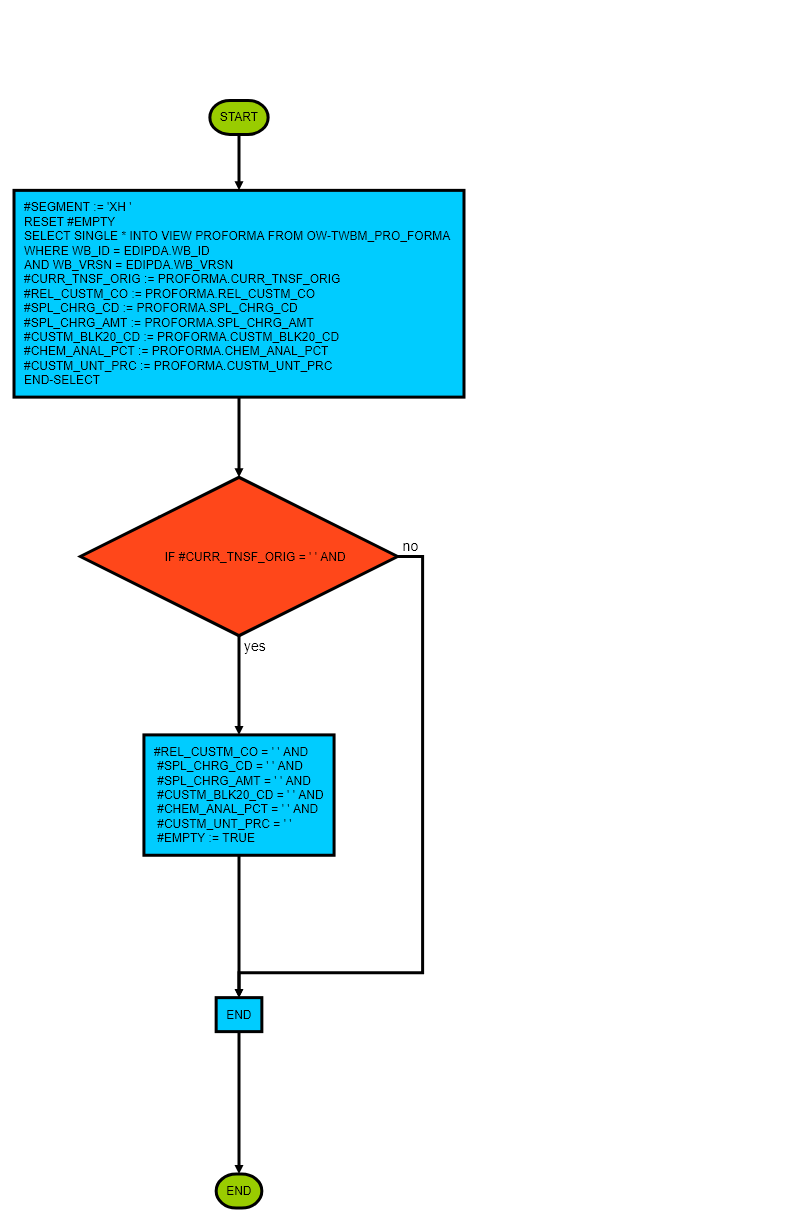 START
#SEGMENT := 'XH '
RESET #EMPTY
SELECT SINGLE * INTO VIEW PROFORMA FROM OW-TWBM_PRO_FORMA
WHERE WB_ID = EDIPDA.WB_ID
AND WB_VRSN = EDIPDA.WB_VRSN
#CURR_TNSF_ORIG := PROFORMA.CURR_TNSF_ORIG
#REL_CUSTM_CO := PROFORMA.REL_CUSTM_CO
#SPL_CHRG_CD := PROFORMA.SPL_CHRG_CD
#SPL_CHRG_AMT := PROFORMA.SPL_CHRG_AMT
#CUSTM_BLK20_CD := PROFORMA.CUSTM_BLK20_CD
#CHEM_ANAL_PCT := PROFORMA.CHEM_ANAL_PCT
#CUSTM_UNT_PRC := PROFORMA.CUSTM_UNT_PRC
END-SELECT
IF #CURR_TNSF_ORIG = ' ' AND
no
yes
#REL_CUSTM_CO = ' ' AND
#SPL_CHRG_CD = ' ' AND
#SPL_CHRG_AMT = ' ' AND
#CUSTM_BLK20_CD = ' ' AND
#CHEM_ANAL_PCT = ' ' AND
#CUSTM_UNT_PRC = ' '
#EMPTY := TRUE
END
END